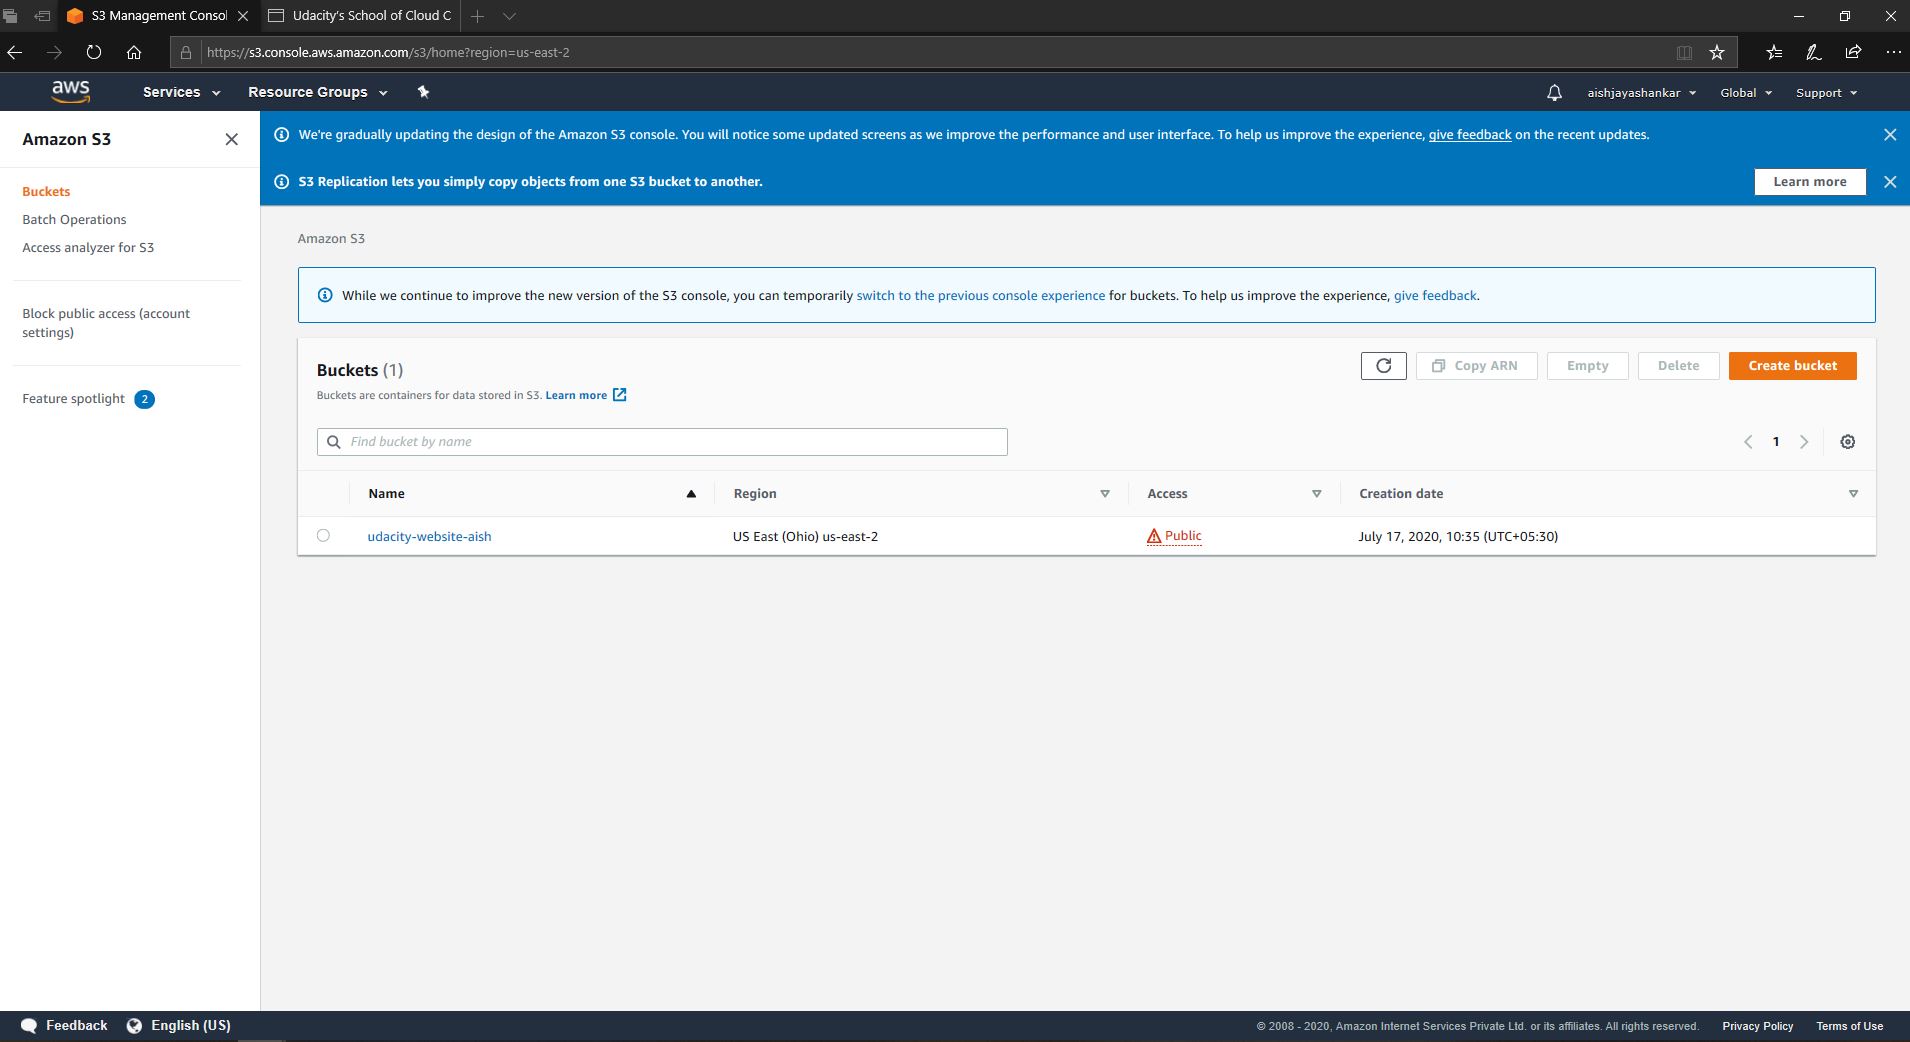 S3 Management Consol
Udacity's School of Cloud C
https://s3.console.aws.amazon.com/s3/home?region=us-east-2
aws
Services
Resource Groups
aishjayashankar
Global
Support
Amazon S3
We're gradually updating the design of the Amazon S3 console. You will notice some updated screens as we improve the performance and user interface. To help us improve the experience, give feedback on the recent updates.
S3 Replication lets you simply copy objects from one S3 bucket to another.
Learn more
Buckets
Batch Operations
Access analyzer for S3
Block public access (account
settings)
Feature spotlight 2
Amazon S3
While we continue to improve the new version of the S3 console, you can temporarily switch to the previous console experience for buckets. To help us improve the experience, give feedback.
Buckets (1)
Copy ARN
Empty
Delete
Create bucket
Buckets are containers for data stored in S3. Learn more
Find bucket by name
1
Name Region Access Creation date
udacity-website-aish US East (Ohio) us-east-2 Public July 17, 2020, 10:35 (UTC+05:30)
Feedback
English (US)
© 2008 - 2020, Amazon Internet Services Private Ltd. or its affiliates. All rights reserved.
Privacy Policy
Terms of Use